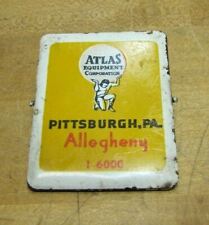 ATLAS
EQUIPMENT
CORPORATION
PITTSBURGH, PA.
Allegheny
1-6000